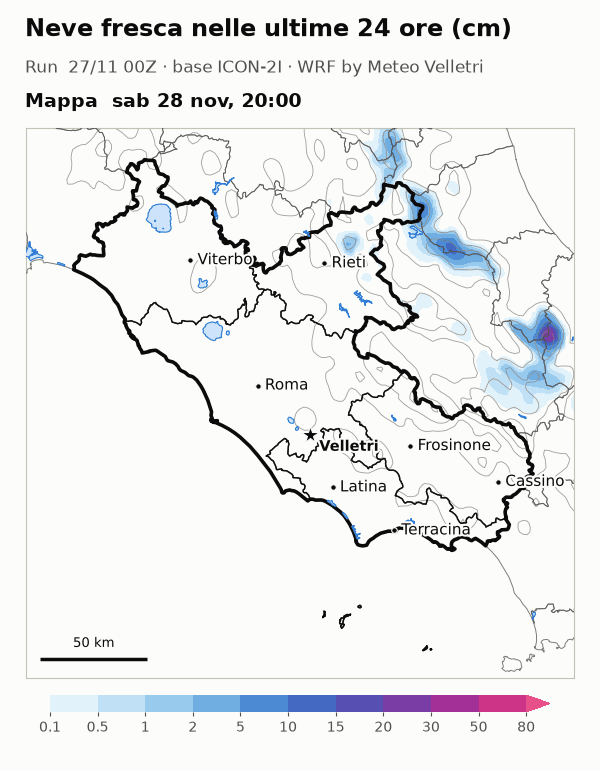 Neve fresca nelle ultime 24 ore (cm)
Run  27/11 00Z · base ICON-2I · WRF by Meteo Velletri
Mappa  sab 28 nov, 20:00
Viterbo
Rieti
Roma
Velletri
Frosinone
Latina
Cassino
Terracina
50 km
0.1 0.5 1 2 5 10 15 20 30 50 80